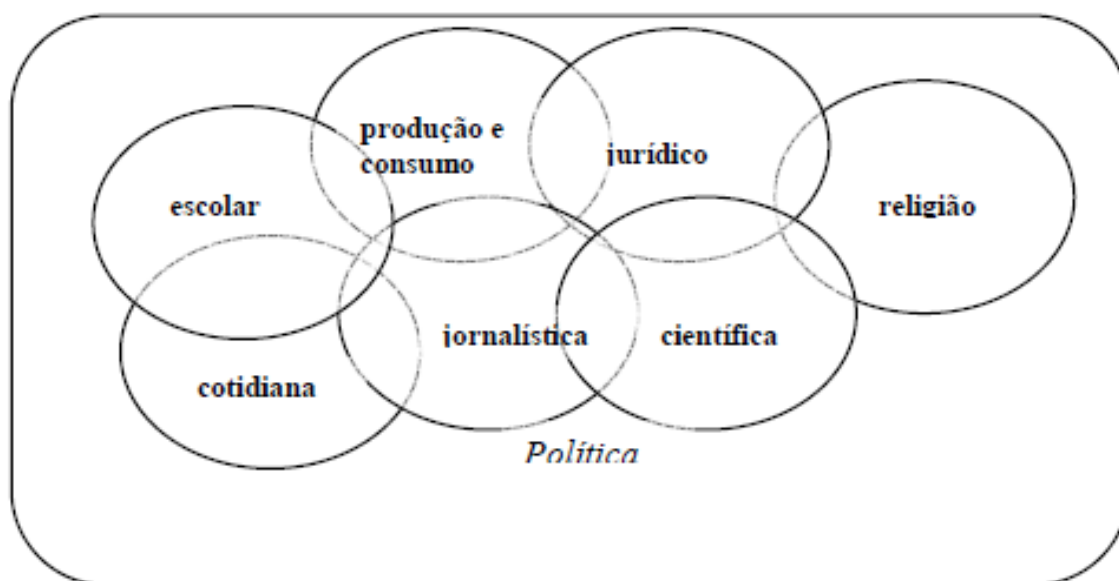 produção e
consumo
jurídico
escolar
religião
jornalística
científica
cotidiana
Política